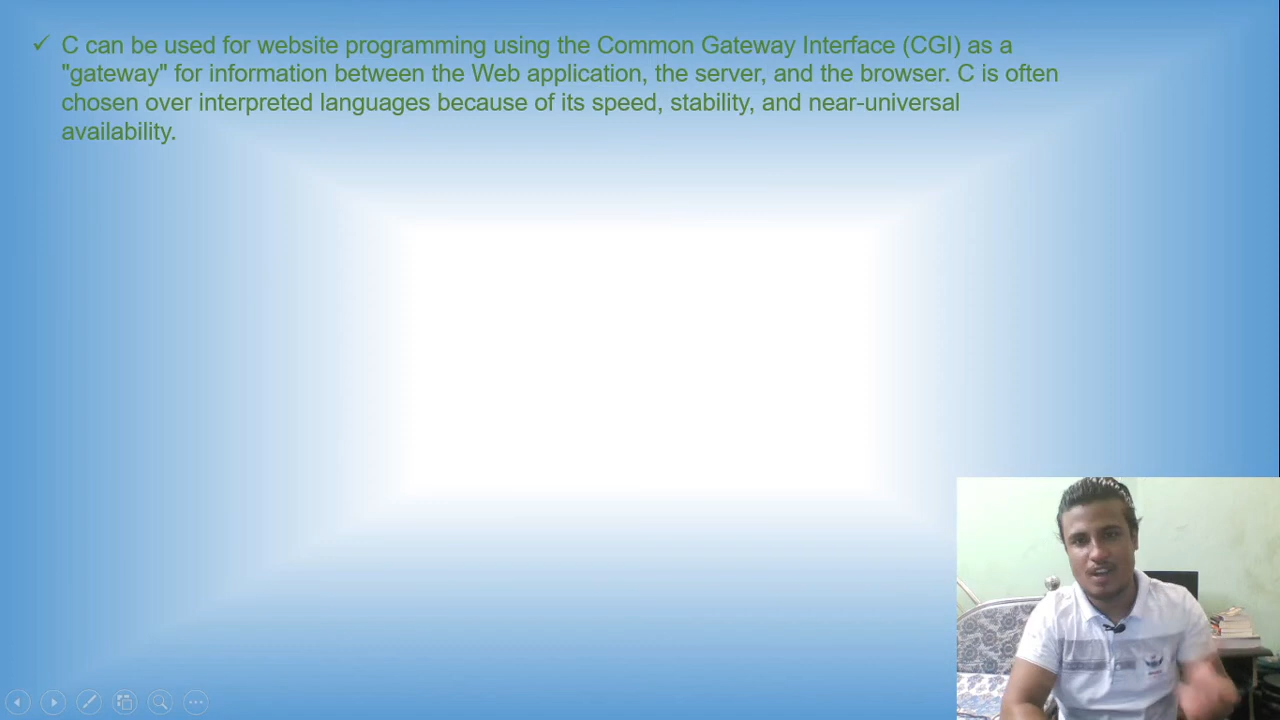 C can be used for website programming using the Common Gateway Interface (CGI) as a
"gateway" for information between the Web application, the server, and the browser. C is often
chosen over interpreted languages because of its speed, stability, and near-universal
availability.